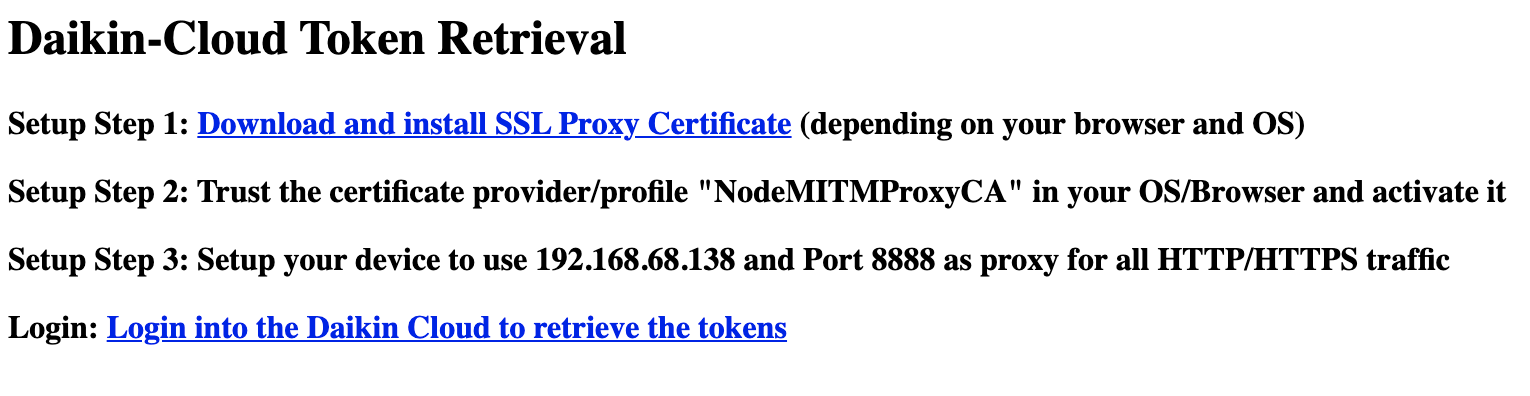 Daikin-Cloud Token Retrieval
Setup Step 1: Download and install SSL Proxy Certificate (depending on your browser and OS)
Setup Step 2: Trust the certificate provider/profile "NodeMITMProxyCA" in your OS/Browser and activate it
Setup Step 3: Setup your device to use 192.168.68.138 and Port 8888 as proxy for all HTTP/HTTPS traffic
Login: Login into the Daikin Cloud to retrieve the tokens